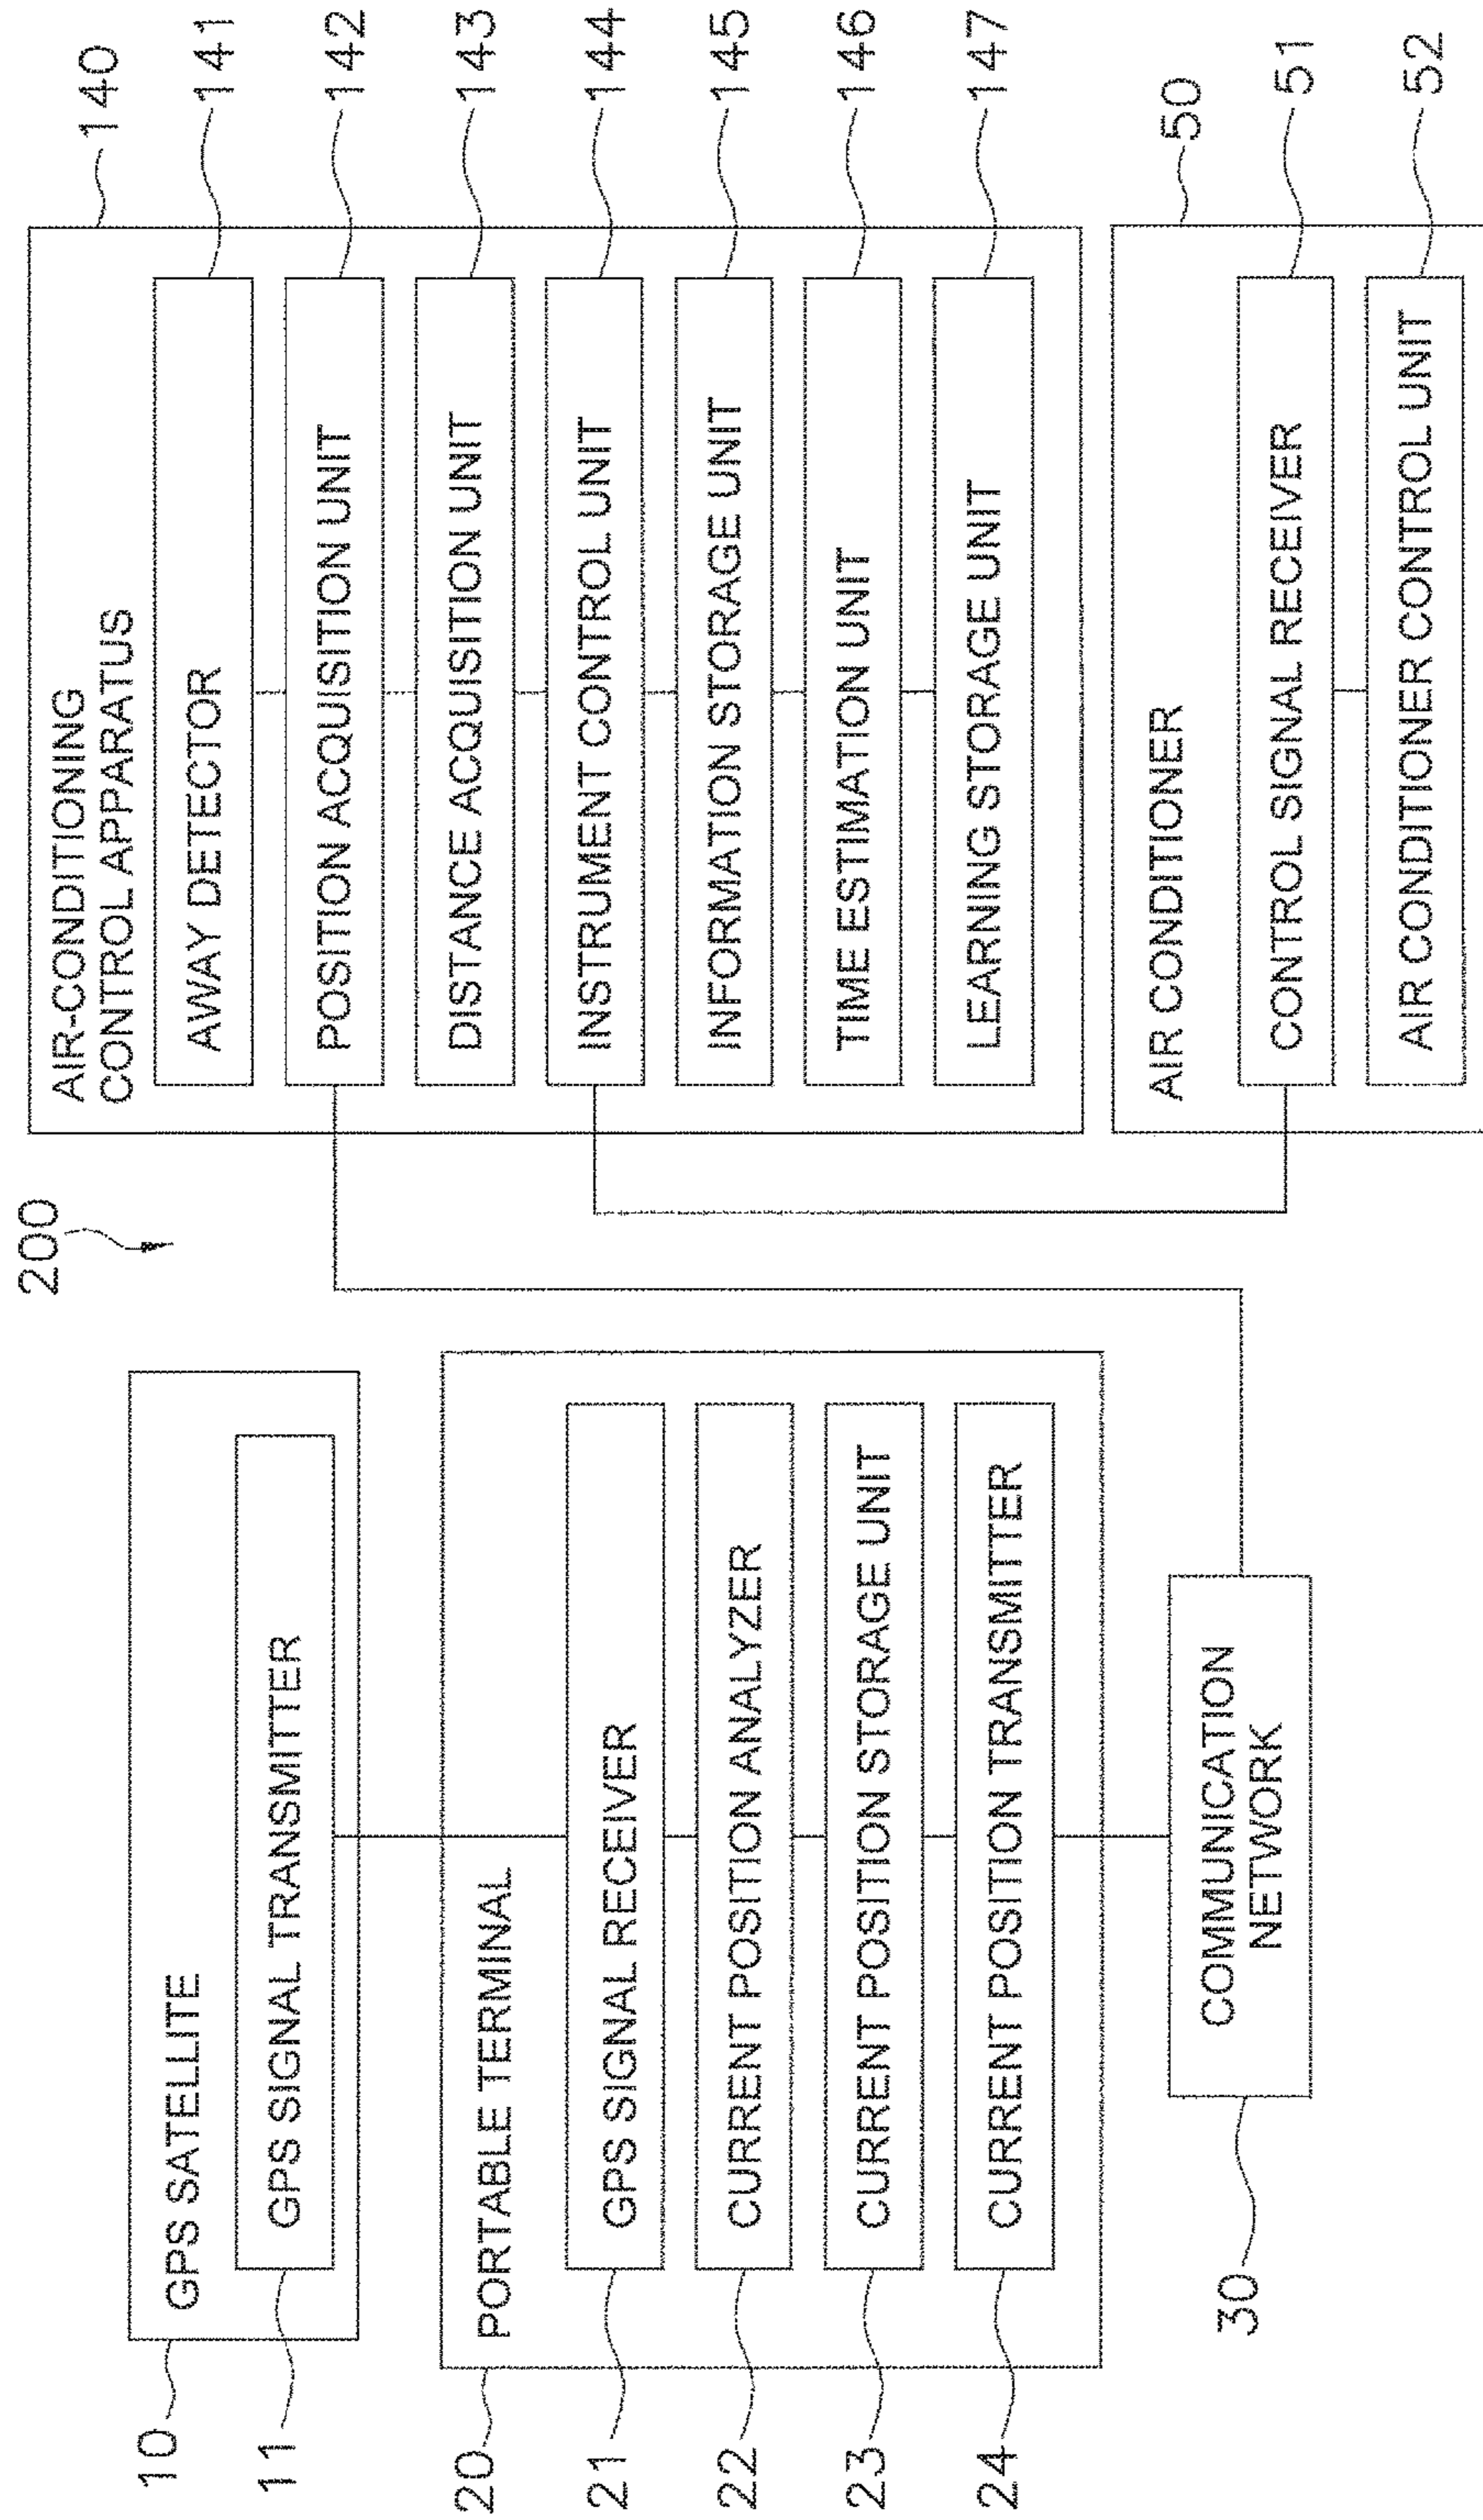 200
10
GPS SATELLITE
11
GPS SIGNAL TRANSMITTER
20
PORTABLE TERMINAL
21
GPS SIGNAL RECEIVER
22
CURRENT POSITION ANALYZER
23
CURRENT POSITION STORAGE UNIT
24
CURRENT POSITION TRANSMITTER
30
COMMUNICATION
NETWORK
AIR-CONDITIONING
CONTROL APPARATUS
140
AWAY DETECTOR
141
POSITION ACQUISITION UNIT
142
DISTANCE ACQUISITION UNIT
143
INSTRUMENT CONTROL UNIT
144
INFORMATION STORAGE UNIT
145
TIME ESTIMATION UNIT
146
LEARNING STORAGE UNIT
147
AIR CONDITIONER
50
CONTROL SIGNAL RECEIVER
51
AIR CONDITIONER CONTROL UNIT
52